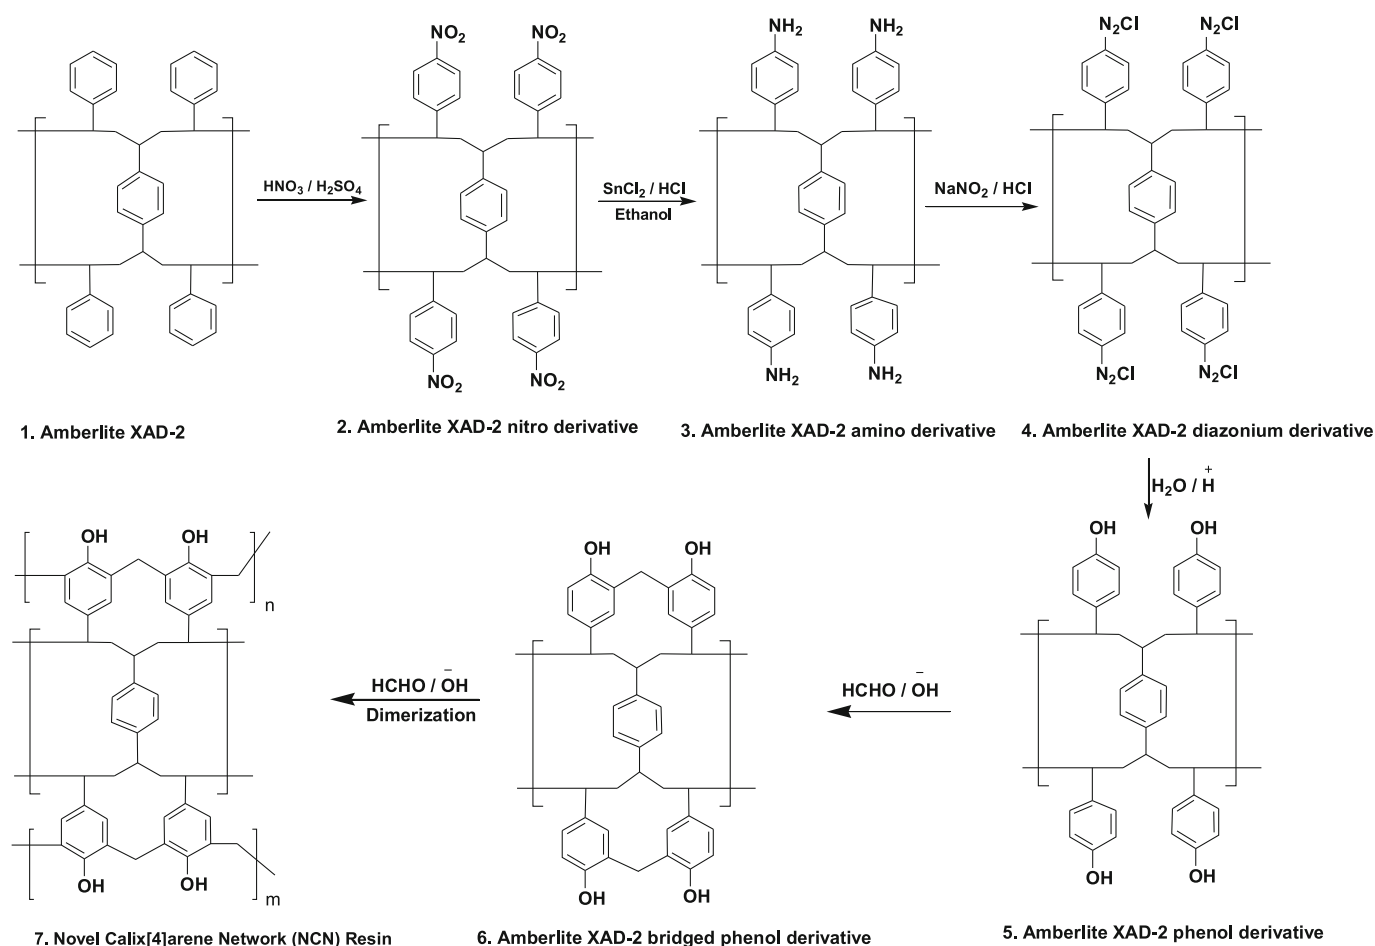 NO₂ NO₂
NH₂ NH₂
N₂Cl N₂Cl
HNO₃ / H₂SO₄
SnCl₂ / HCl
Ethanol
NaNO₂ / HCl
NO₂ NO₂
NH₂ NH₂
N₂Cl N₂Cl
1. Amberlite XAD-2
2. Amberlite XAD-2 nitro derivative
3. Amberlite XAD-2 amino derivative
4. Amberlite XAD-2 diazonium derivative
H₂O / H⁺
OH OH
n
OH OH
OH OH
HCHO / OH⁻
Dimerization
HCHO / OH⁻
OH OH
m
OH OH
OH OH
7. Novel Calix[4]arene Network (NCN) Resin
6. Amberlite XAD-2 bridged phenol derivative
5. Amberlite XAD-2 phenol derivative